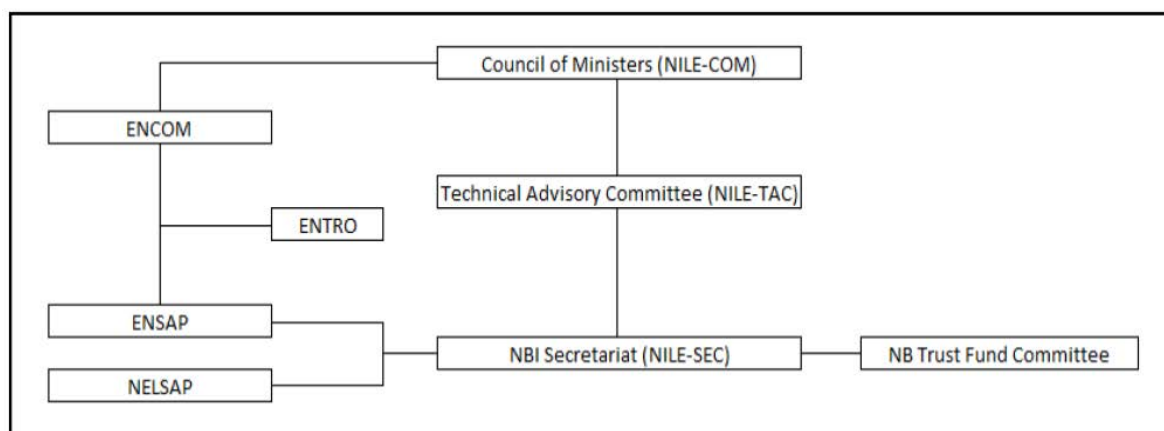 Council of Ministers (NILE-COM)
ENCOM
Technical Advisory Committee (NILE-TAC)
ENTRO
ENSAP
NBI Secretariat (NILE-SEC)
NB Trust Fund Committee
NELSAP